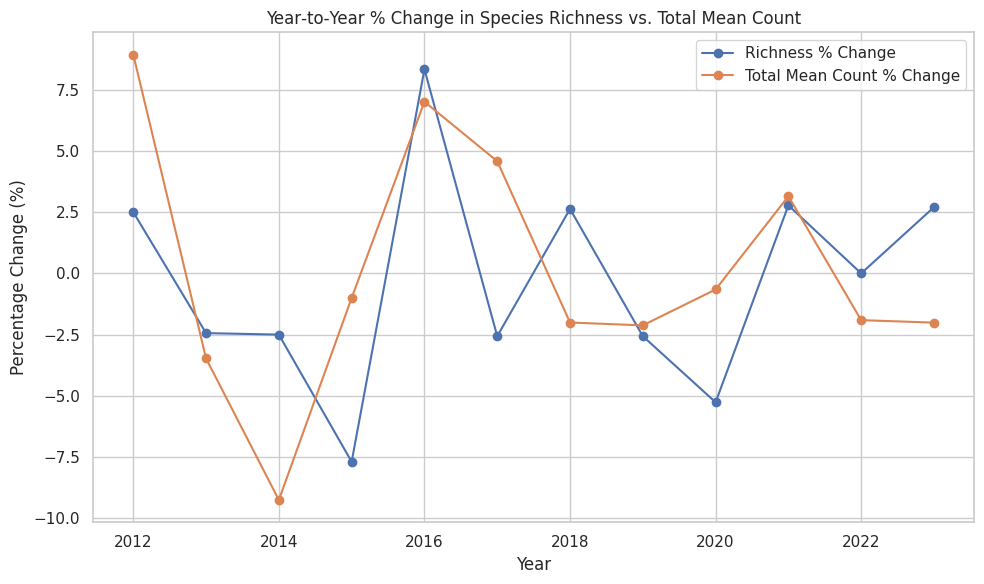 Year-to-Year % Change in Species Richness vs. Total Mean Count
Richness % Change
Total Mean Count % Change
Percentage Change (%)
7.5
5.0
2.5
0.0
−2.5
−5.0
−7.5
−10.0
2012 2014 2016 2018 2020 2022
Year